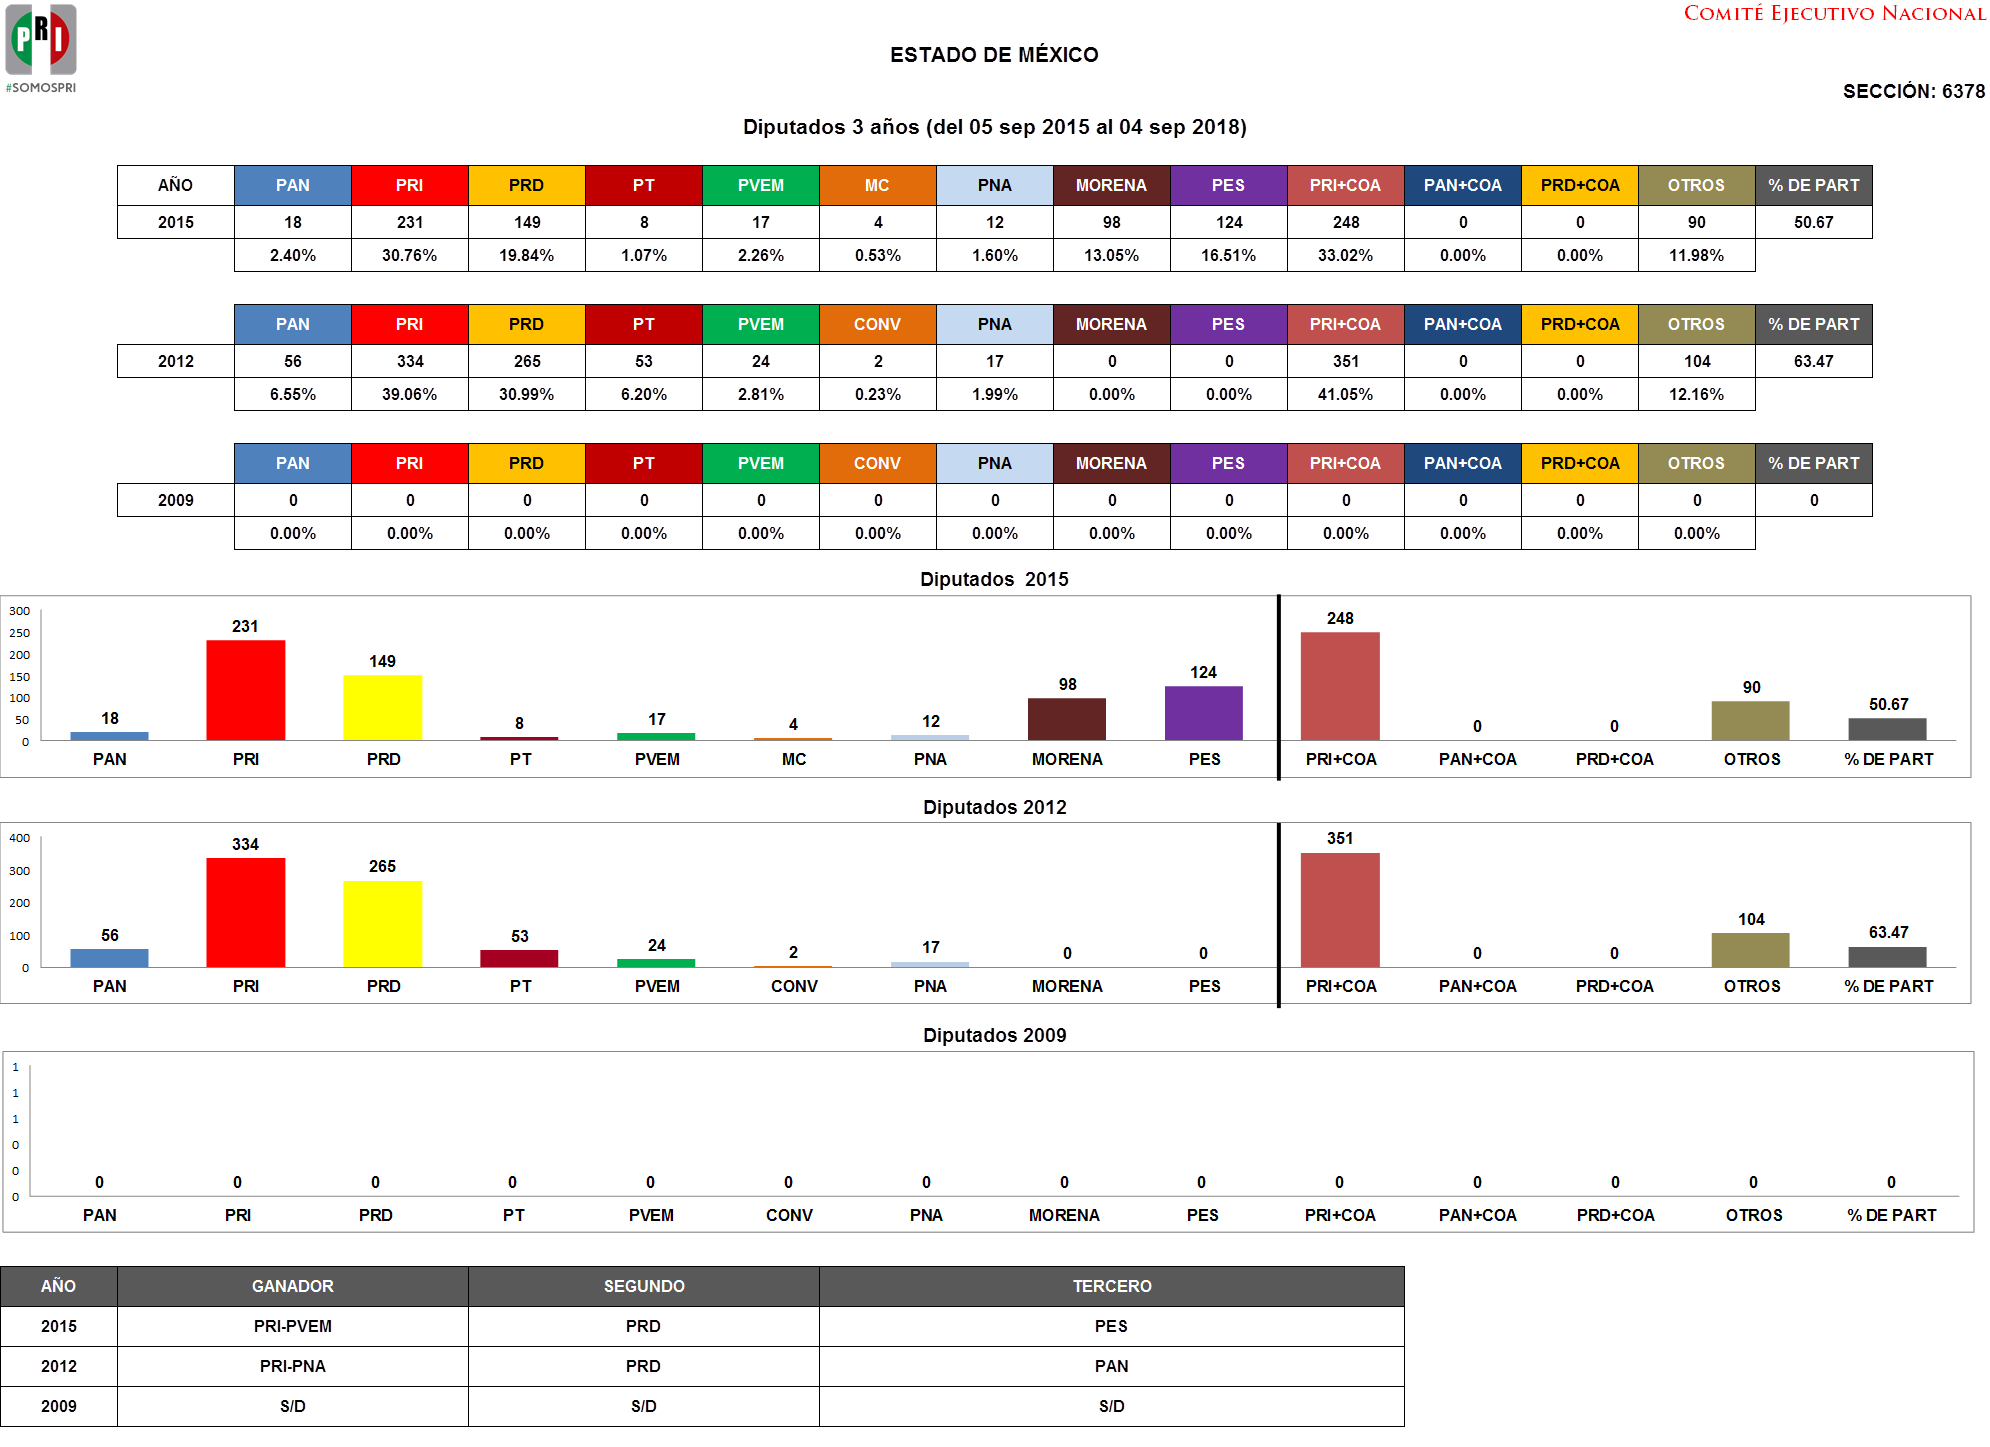 PRI
#SOMOSPRI
COMITÉ EJECUTIVO NACIONAL
ESTADO DE MÉXICO
SECCIÓN: 6378
Diputados 3 años (del 05 sep 2015 al 04 sep 2018)
AÑO PAN PRI PRD PT PVEM MC PNA MORENA PES PRI+COA PAN+COA PRD+COA OTROS % DE PART
2015 18 231 149 8 17 4 12 98 124 248 0 0 90 50.67
2.40% 30.76% 19.84% 1.07% 2.26% 0.53% 1.60% 13.05% 16.51% 33.02% 0.00% 0.00% 11.98%
PAN PRI PRD PT PVEM CONV PNA MORENA PES PRI+COA PAN+COA PRD+COA OTROS % DE PART
2012 56 334 265 53 24 2 17 0 0 351 0 0 104 63.47
6.55% 39.06% 30.99% 6.20% 2.81% 0.23% 1.99% 0.00% 0.00% 41.05% 0.00% 0.00% 12.16%
PAN PRI PRD PT PVEM CONV PNA MORENA PES PRI+COA PAN+COA PRD+COA OTROS % DE PART
2009 0 0 0 0 0 0 0 0 0 0 0 0 0 0
0.00% 0.00% 0.00% 0.00% 0.00% 0.00% 0.00% 0.00% 0.00% 0.00% 0.00% 0.00% 0.00%
Diputados 2015
300
250
200
150
100
50
0
18 231 149 8 17 4 12 98 124 248 0 0 90 50.67
PAN PRI PRD PT PVEM MC PNA MORENA PES PRI+COA PAN+COA PRD+COA OTROS % DE PART
Diputados 2012
400
300
200
100
0
56 334 265 53 24 2 17 0 0 351 0 0 104 63.47
PAN PRI PRD PT PVEM CONV PNA MORENA PES PRI+COA PAN+COA PRD+COA OTROS % DE PART
Diputados 2009
1
1
1
0
0
0
0 0 0 0 0 0 0 0 0 0 0 0 0 0
PAN PRI PRD PT PVEM CONV PNA MORENA PES PRI+COA PAN+COA PRD+COA OTROS % DE PART
AÑO GANADOR SEGUNDO TERCERO
2015 PRI-PVEM PRD PES
2012 PRI-PNA PRD PAN
2009 S/D S/D S/D